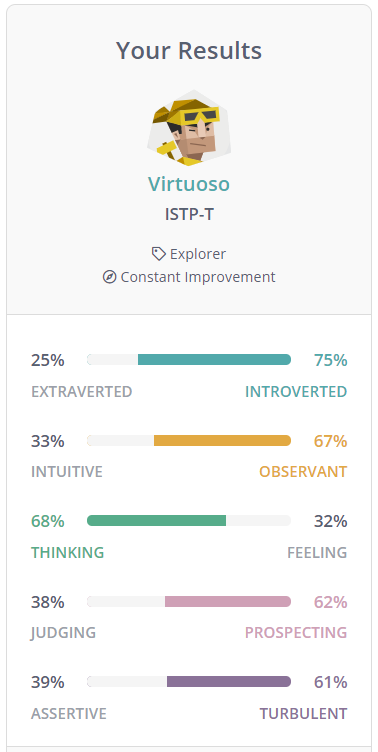 Your Results
Virtuoso
ISTP-T
Explorer
Constant Improvement
25% 75%
EXTRAVERTED INTROVERTED
33% 67%
INTUITIVE OBSERVANT
68% 32%
THINKING FEELING
38% 62%
JUDGING PROSPECTING
39% 61%
ASSERTIVE TURBULENT